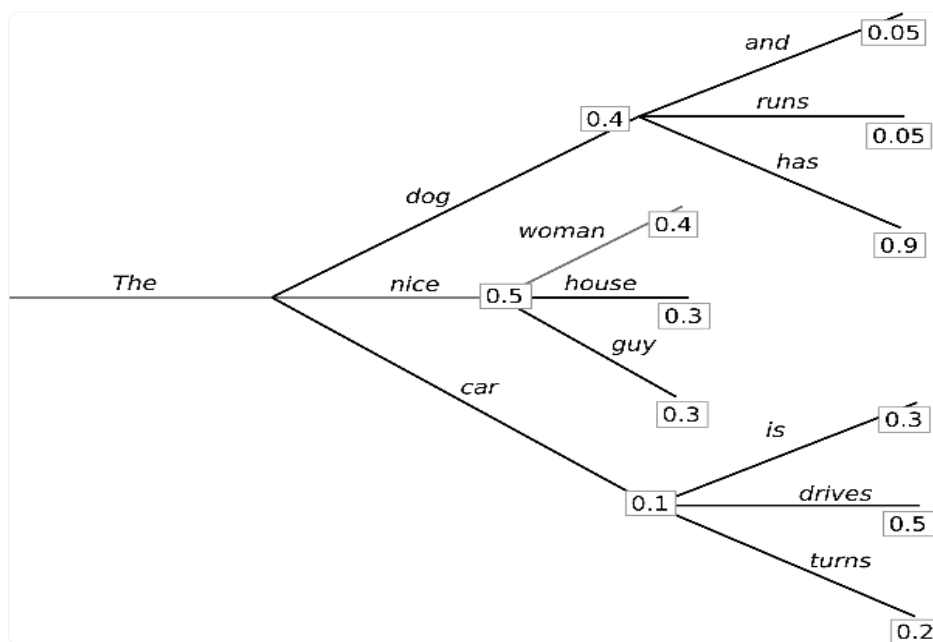 and
0.05
runs
0.4
0.05
has
dog
woman
0.4
0.9
The
nice
0.5
house
0.3
guy
car
0.3
is
0.3
drives
0.1
0.5
turns
0.2